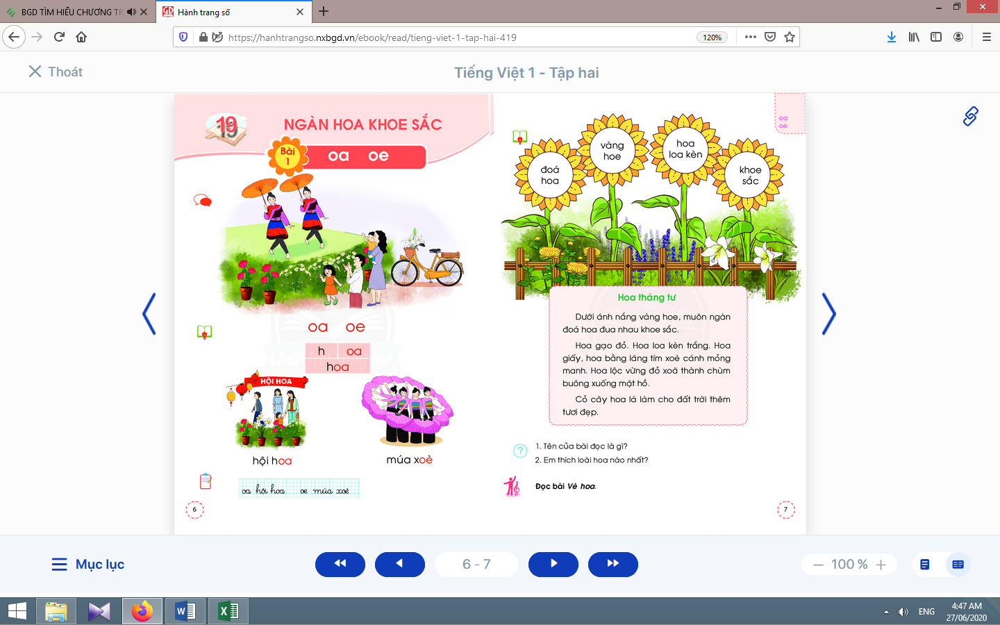 BGD TÌM HIỂU CHƯƠNG TR
Hành trang số
https://hanhtrangso.nxbgd.vn/ebook/read/tieng-viet-1-tap-hai-419
120%
Thoát
Tiếng Việt 1 - Tập hai
19
NGÀN HOA KHOE SẮC
Bài
1
oa oe
oa oe
h oa
hoa
HỘI HOA
hội hoa
múa xoè
oa hội hoa oe múa xoè
6
oa
oe
đoá
hoa
vàng
hoe
hoa
loa kèn
khoe
sắc
Hoa tháng tư
Dưới ánh nắng vàng hoe, muôn ngàn
đoá hoa đua nhau khoe sắc.
Hoa gạo đỏ. Hoa loa kèn trắng. Hoa
giấy, hoa bằng lăng tím xoè cánh mỏng
manh. Hoa lộc vừng đỏ xoã thành chùm
buông xuống mặt hồ.
Cỏ cây hoa lá làm cho đất trời thêm
tươi đẹp.
1. Tên của bài đọc là gì?
2. Em thích loài hoa nào nhất?
Đọc bài Vè hoa.
7
Mục lục
6 - 7
100 %
ENG
4:47 AM
27/06/2020